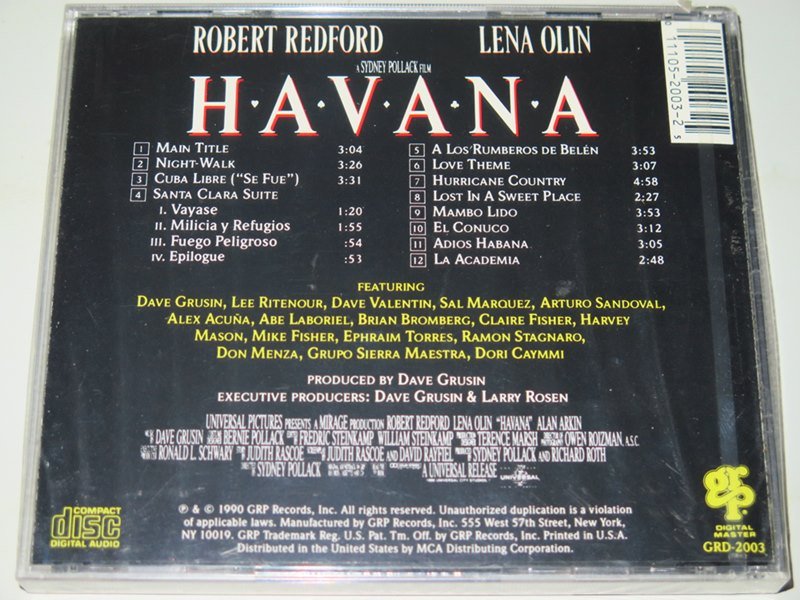 ROBERT REDFORD LENA OLIN
A SYDNEY POLLACK FILM
H·A·V·A·N·A
1 MAIN TITLE 3:04
2 NIGHT-WALK 3:26
3 CUBA LIBRE ("SE FUE") 3:31
4 SANTA CLARA SUITE
I. Vayase 1:20
II. Milicia y Refugios 1:55
III. Fuego Peligroso :54
IV. Epilogue :53
5 A LOS RUMBEROS DE BELÉN 3:53
6 LOVE THEME 3:07
7 HURRICANE COUNTRY 4:58
8 LOST IN A SWEET PLACE 2:27
9 MAMBO LIDO 3:53
10 EL CONUCO 3:12
11 ADIOS HABANA 3:05
12 LA ACADEMIA 2:48
FEATURING
DAVE GRUSIN, LEE RITENOUR, DAVE VALENTIN, SAL MARQUEZ, ARTURO SANDOVAL,
ALEX ACUÑA, ABE LABORIEL, BRIAN BROMBERG, CLAIRE FISHER, HARVEY
MASON, MIKE FISHER, EPHRAIM TORRES, RAMON STAGNARO,
DON MENZA, GRUPO SIERRA MAESTRA, DORI CAYMMI
PRODUCED BY DAVE GRUSIN
EXECUTIVE PRODUCERS: DAVE GRUSIN & LARRY ROSEN
UNIVERSAL PICTURES PRESENTS A MIRAGE PRODUCTION ROBERT REDFORD LENA OLIN "HAVANA" ALAN ARKIN
DAVE GRUSIN BERNIE POLLACK FREDRIC STEINKAMP WILLIAM STEINKAMP TERENCE MARSH OWEN ROIZMAN, A.S.C.
RONALD L. SCHWARY JUDITH RASCOE JUDITH RASCOE AND DAVID RAYFIEL SYDNEY POLLACK AND RICHARD ROTH
SYDNEY POLLACK A UNIVERSAL RELEASE UNIVERSAL
℗ & © 1990 GRP Records, Inc. All rights reserved. Unauthorized duplication is a violation
of applicable laws. Manufactured by GRP Records, Inc. 555 West 57th Street, New York,
NY 10019. GRP Trademark Reg. U.S. Pat. Tm. Off. by GRP Records, Inc. Printed in U.S.A.
Distributed in the United States by MCA Distributing Corporation.
COMPACT
disc
DIGITAL AUDIO
grp
DIGITAL
MASTER
GRD-2003
0 11105-2003-2 5